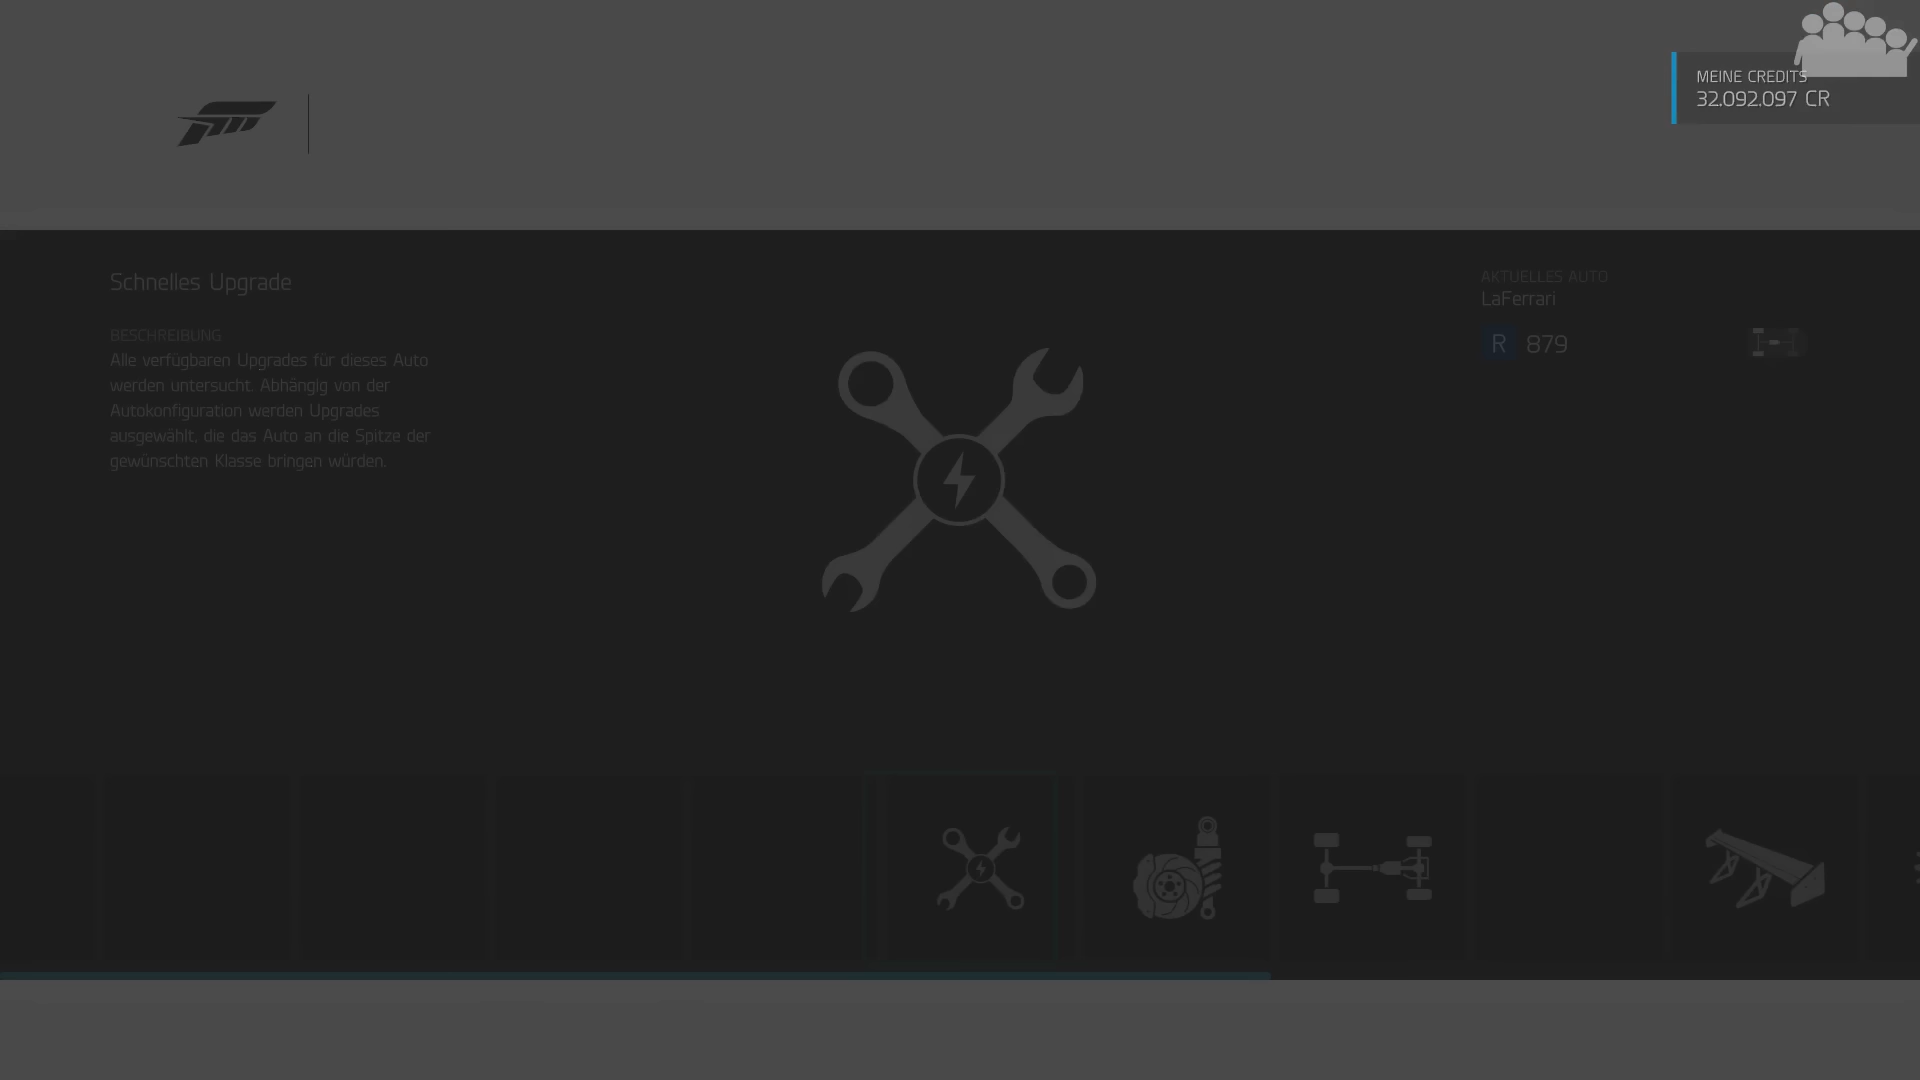 MEINE CREDITS
32.092.097 CR
Schnelles Upgrade
BESCHREIBUNG
Alle verfügbaren Upgrades für dieses Auto
werden untersucht. Abhängig von der
Autokonfiguration werden Upgrades
ausgewählt, die das Auto an die Spitze der
gewünschten Klasse bringen würden.
AKTUELLES AUTO
LaFerrari
R 879